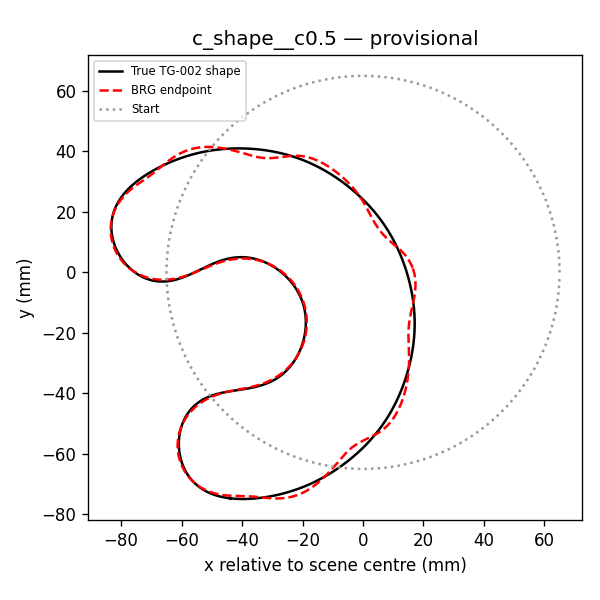 c_shape__c0.5 — provisional
True TG-002 shape
BRG endpoint
Start
y (mm)
60
40
20
0
−20
−40
−60
−80
−80 −60 −40 −20 0 20 40 60
x relative to scene centre (mm)